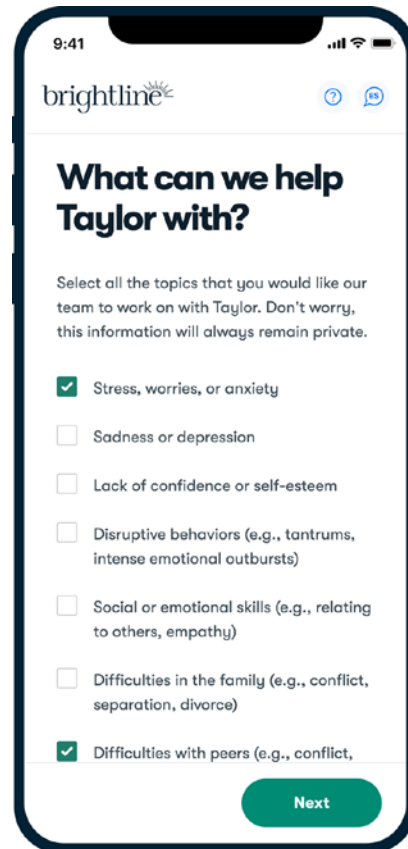 9:41
brightline
ES
What can we help
Taylor with?
Select all the topics that you would like our
team to work on with Taylor. Don't worry,
this information will always remain private.
Stress, worries, or anxiety
Sadness or depression
Lack of confidence or self-esteem
Disruptive behaviors (e.g., tantrums,
intense emotional outbursts)
Social or emotional skills (e.g., relating
to others, empathy)
Difficulties in the family (e.g., conflict,
separation, divorce)
Difficulties with peers (e.g., conflict,
Next